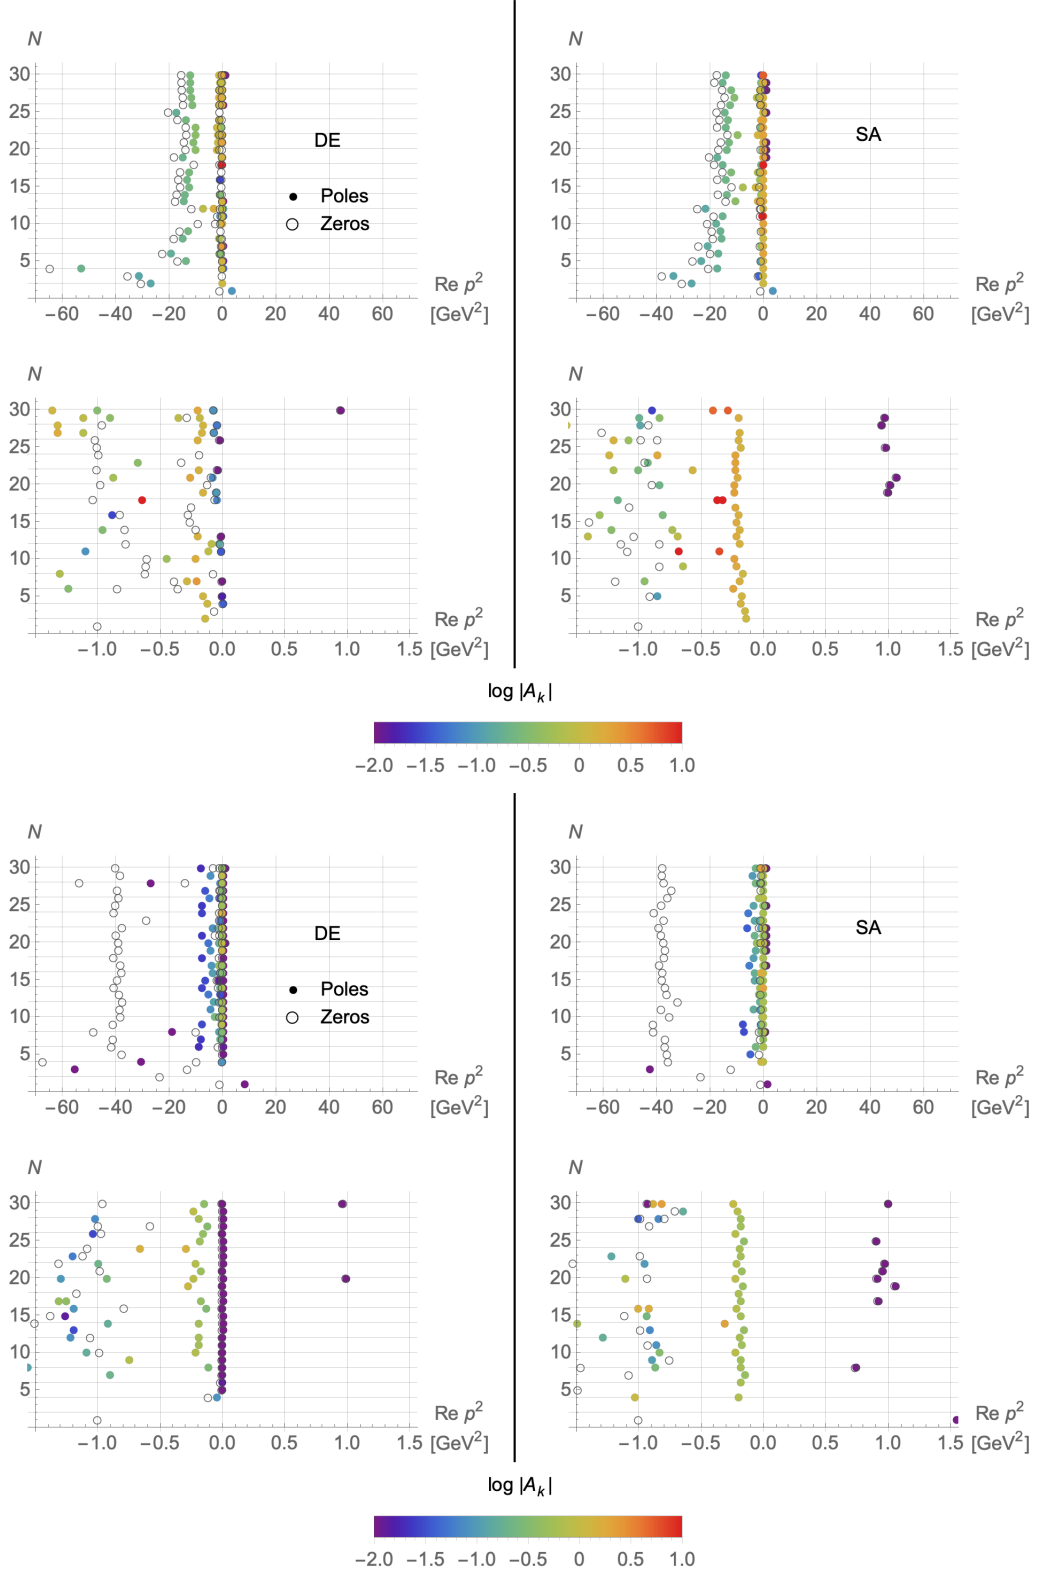 N N
30 30
25 25
DE SA
20 20
15 Poles 15
10 Zeros 10
5 5
Re p² Re p²
−60 −40 −20 0 20 40 60 [GeV²] −60 −40 −20 0 20 40 60 [GeV²]
N N
30 30
25 25
20 20
15 15
10 10
5 5
Re p² Re p²
−1.0 −0.5 0.0 0.5 1.0 1.5 [GeV²] −1.0 −0.5 0.0 0.5 1.0 1.5 [GeV²]
log |Aₖ|
−2.0 −1.5 −1.0 −0.5 0 0.5 1.0
N N
30 30
25 25
DE SA
20 20
15 Poles 15
10 Zeros 10
5 5
Re p² Re p²
−60 −40 −20 0 20 40 60 [GeV²] −60 −40 −20 0 20 40 60 [GeV²]
N N
30 30
25 25
20 20
15 15
10 10
5 5
Re p² Re p²
−1.0 −0.5 0.0 0.5 1.0 1.5 [GeV²] −1.0 −0.5 0.0 0.5 1.0 1.5 [GeV²]
log |Aₖ|
−2.0 −1.5 −1.0 −0.5 0 0.5 1.0